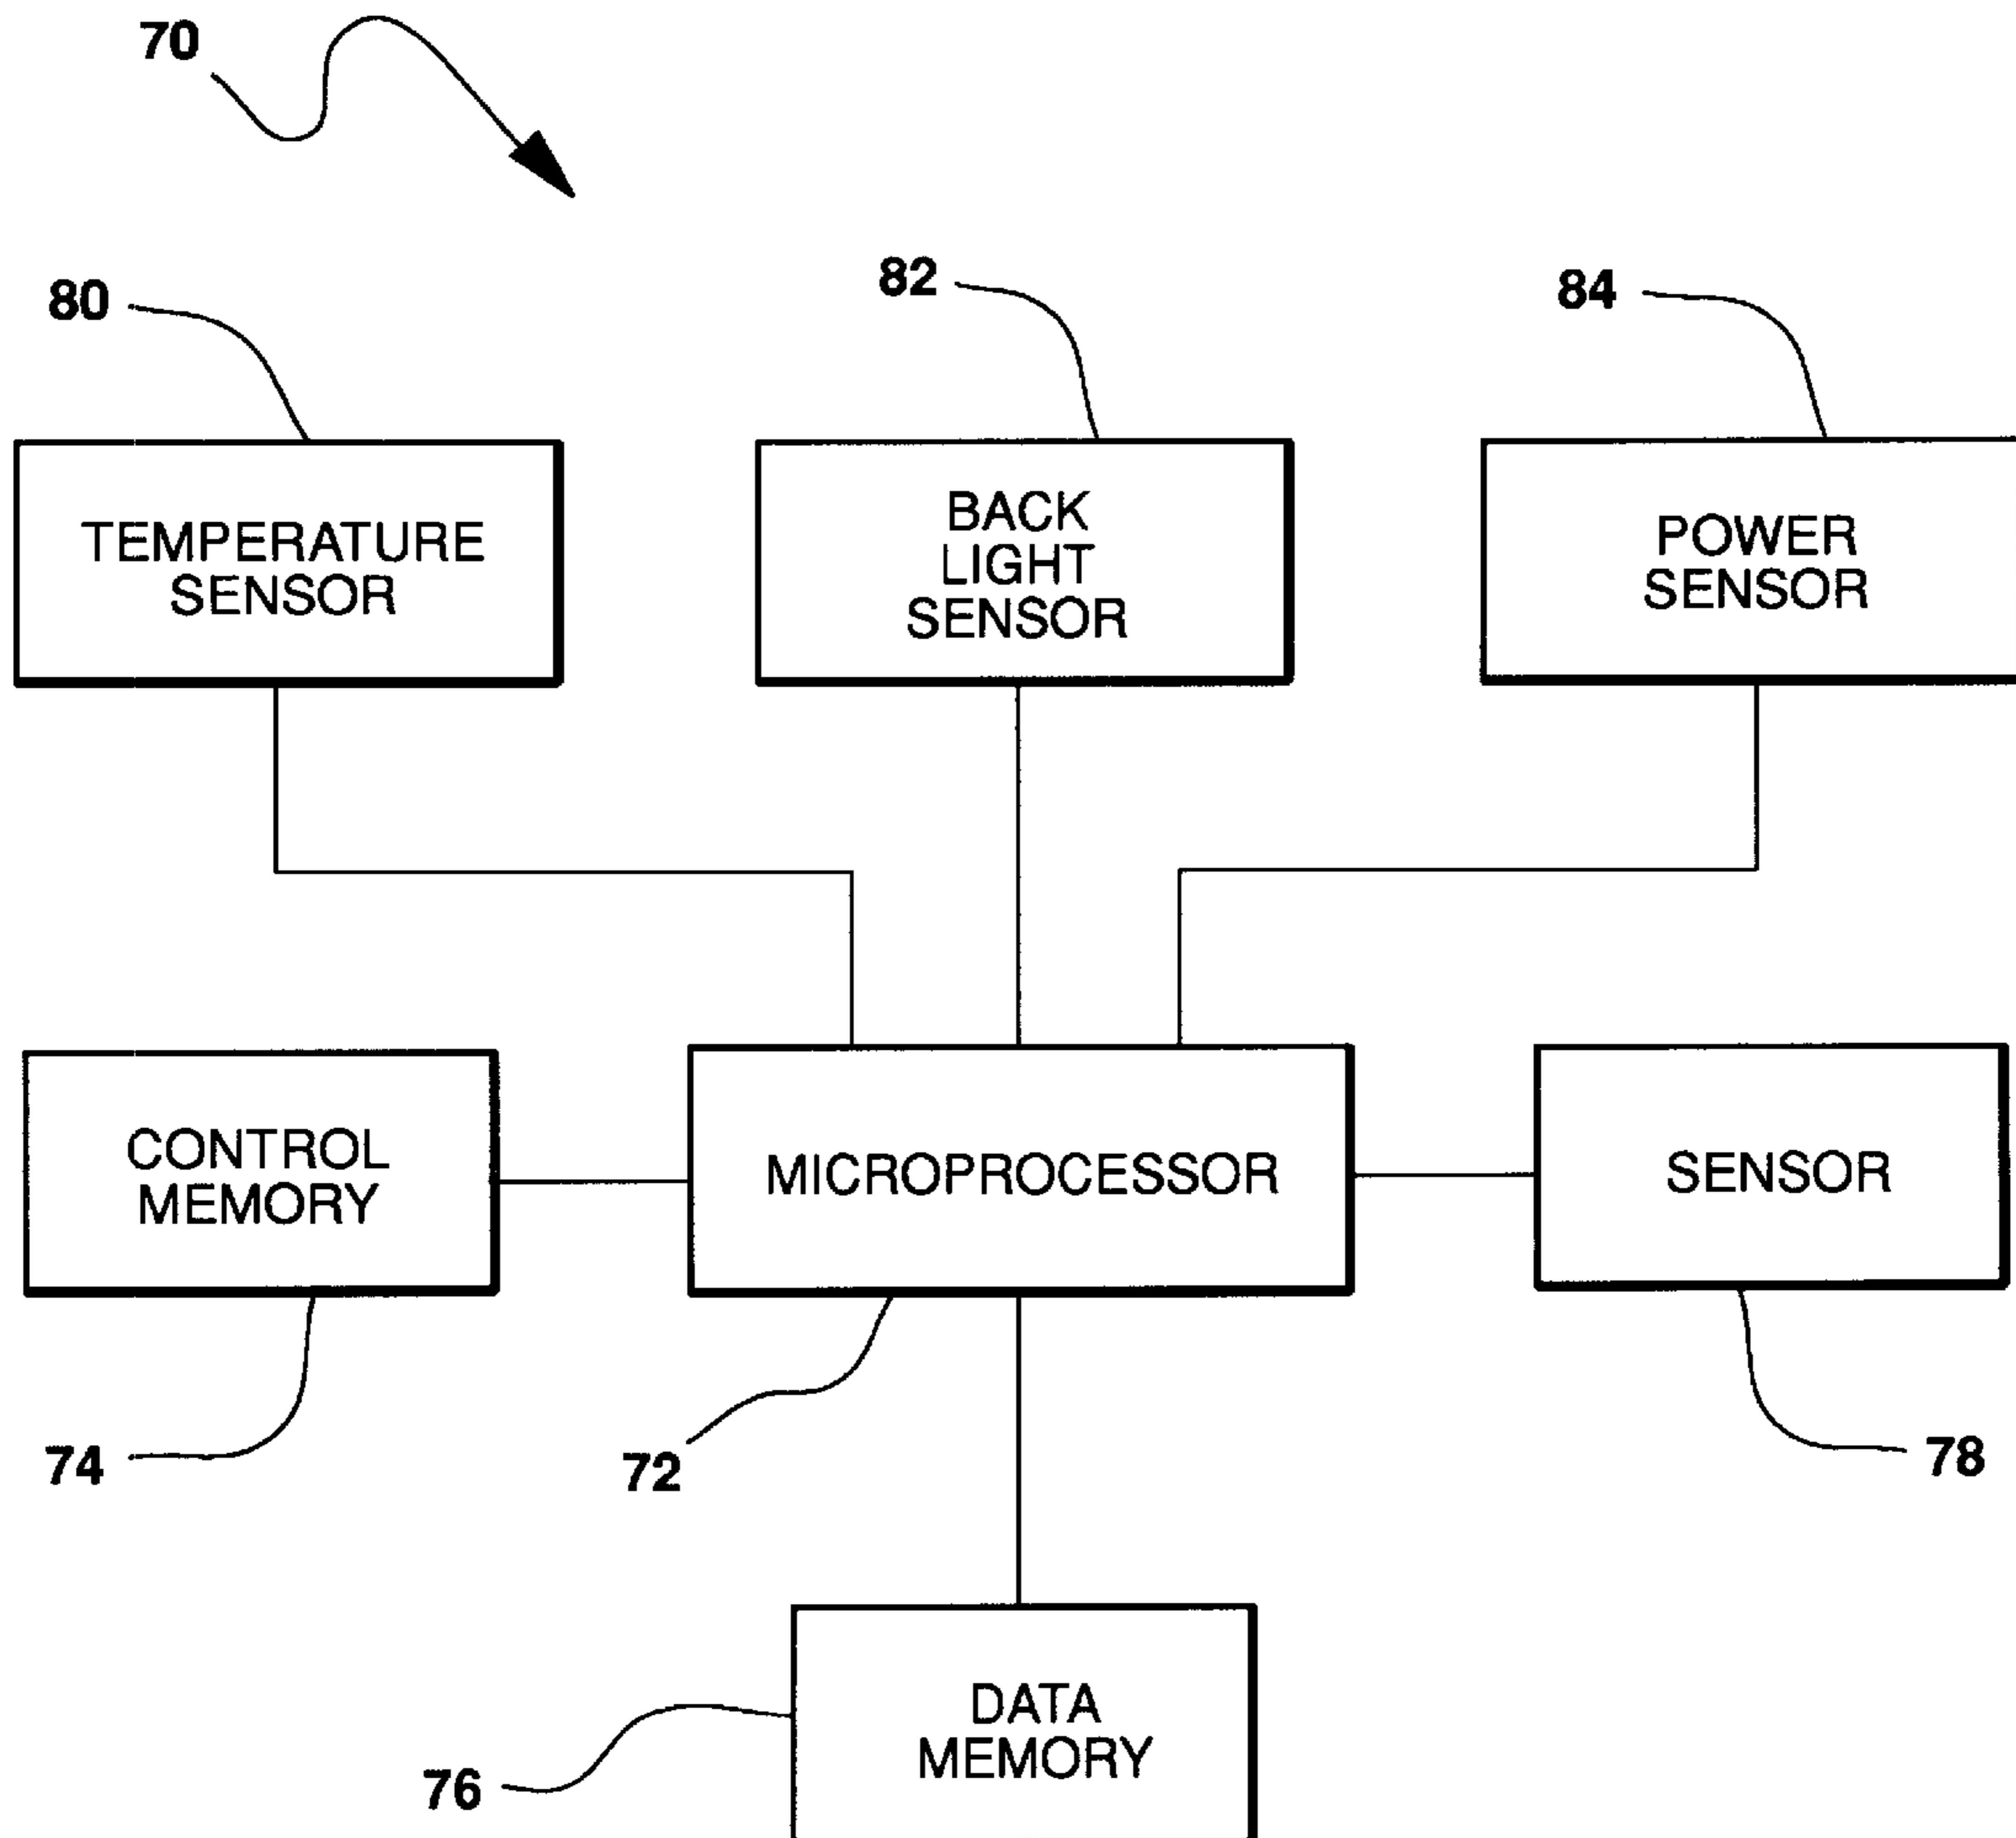 70
80
82
84
TEMPERATURE
SENSOR
BACK
LIGHT
SENSOR
POWER
SENSOR
CONTROL
MEMORY
MICROPROCESSOR
SENSOR
74
72
78
DATA
MEMORY
76